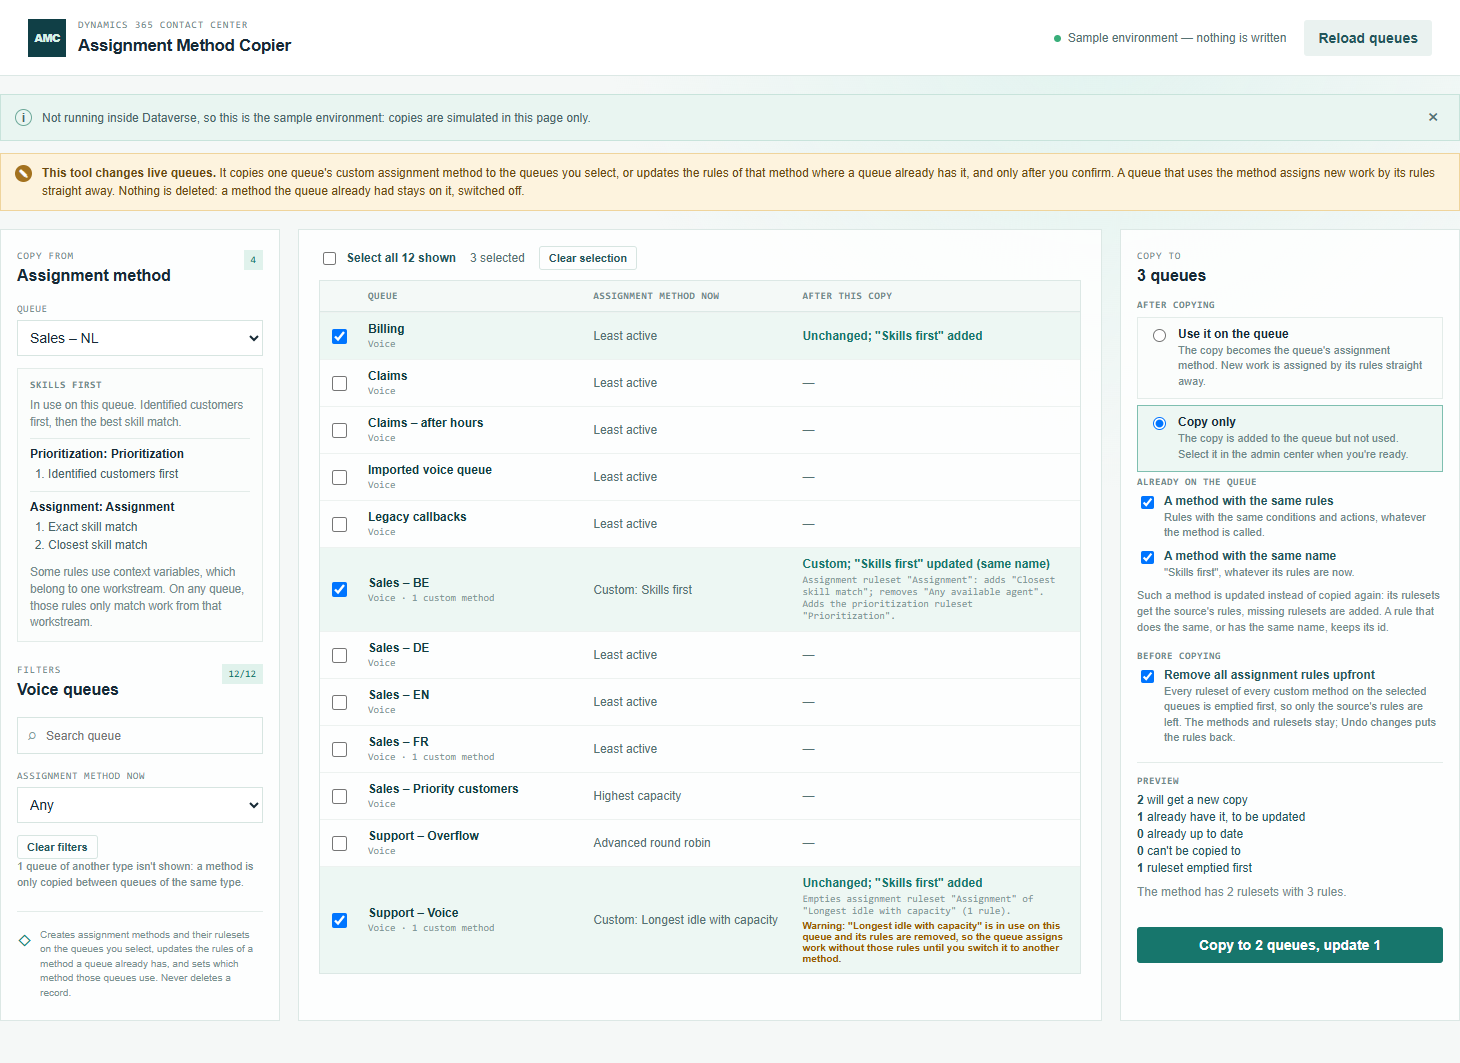 AMC
DYNAMICS 365 CONTACT CENTER
Assignment Method Copier
Sample environment — nothing is written
Reload queues
Not running inside Dataverse, so this is the sample environment: copies are simulated in this page only.
This tool changes live queues. It copies one queue's custom assignment method to the queues you select, or updates the rules of that method where a queue already has it, and only after you confirm. A queue that uses the method assigns new work by its rules
straight away. Nothing is deleted: a method the queue already had stays on it, switched off.
COPY FROM
4
Assignment method
QUEUE
Sales – NL
SKILLS FIRST
In use on this queue. Identified customers
first, then the best skill match.
Prioritization: Prioritization
1. Identified customers first
Assignment: Assignment
1. Exact skill match
2. Closest skill match
Some rules use context variables, which
belong to one workstream. On any queue,
those rules only match work from that
workstream.
FILTERS
12/12
Voice queues
Search queue
ASSIGNMENT METHOD NOW
Any
Clear filters
1 queue of another type isn't shown: a method is
only copied between queues of the same type.
Creates assignment methods and their rulesets
on the queues you select, updates the rules of a
method a queue already has, and sets which
method those queues use. Never deletes a
record.
Select all 12 shown
3 selected
Clear selection
QUEUE
ASSIGNMENT METHOD NOW
AFTER THIS COPY
Billing
Voice
Least active
Unchanged; "Skills first" added
Claims
Voice
Least active
—
Claims – after hours
Voice
Least active
—
Imported voice queue
Voice
Least active
—
Legacy callbacks
Voice
Least active
—
Sales – BE
Voice · 1 custom method
Custom: Skills first
Custom; "Skills first" updated (same name)
Assignment ruleset "Assignment": adds "Closest
skill match"; removes "Any available agent".
Adds the prioritization ruleset
"Prioritization".
Sales – DE
Voice
Least active
—
Sales – EN
Voice
Least active
—
Sales – FR
Voice · 1 custom method
Least active
—
Sales – Priority customers
Voice
Highest capacity
—
Support – Overflow
Voice
Advanced round robin
—
Support – Voice
Voice · 1 custom method
Custom: Longest idle with capacity
Unchanged; "Skills first" added
Empties assignment ruleset "Assignment" of
"Longest idle with capacity" (1 rule).
Warning: "Longest idle with capacity" is in use on this
queue and its rules are removed, so the queue assigns
work without those rules until you switch it to another
method.
COPY TO
3 queues
AFTER COPYING
Use it on the queue
The copy becomes the queue's assignment
method. New work is assigned by its rules straight
away.
Copy only
The copy is added to the queue but not used.
Select it in the admin center when you're ready.
ALREADY ON THE QUEUE
A method with the same rules
Rules with the same conditions and actions, whatever
the method is called.
A method with the same name
"Skills first", whatever its rules are now.
Such a method is updated instead of copied again: its rulesets
get the source's rules, missing rulesets are added. A rule that
does the same, or has the same name, keeps its id.
BEFORE COPYING
Remove all assignment rules upfront
Every ruleset of every custom method on the selected
queues is emptied first, so only the source's rules are
left. The methods and rulesets stay; Undo changes puts
the rules back.
PREVIEW
2 will get a new copy
1 already have it, to be updated
0 already up to date
0 can't be copied to
1 ruleset emptied first
The method has 2 rulesets with 3 rules.
Copy to 2 queues, update 1